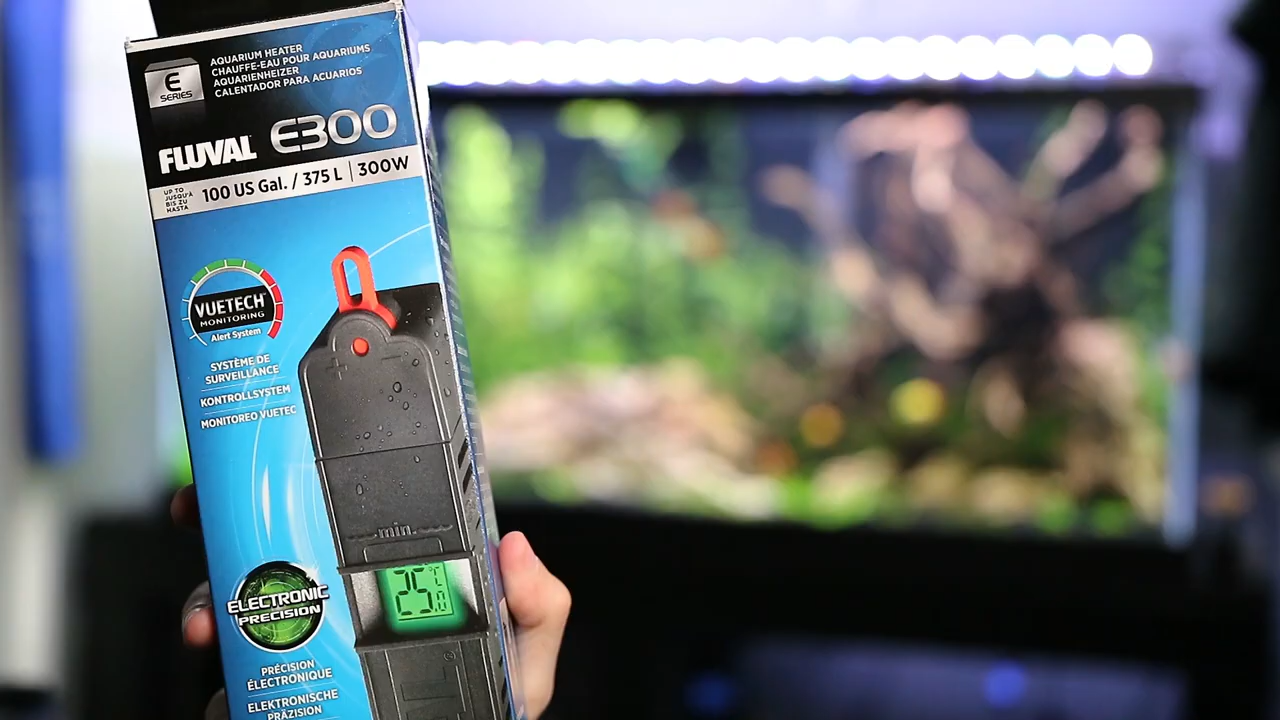 E
SERIES
AQUARIUM HEATER
CHAUFFE-EAU POUR AQUARIUMS
AQUARIENHEIZER
CALENTADOR PARA ACUARIOS
FLUVAL E300
UP TO
JUSQU'À
BIS ZU
HASTA
100 US Gal. / 375 L | 300W
VUETECH
MONITORING
Alert System
SYSTÈME DE
SURVEILLANCE
KONTROLLSYSTEM
MONITOREO VUETEC
min.
25.0 °C
ELECTRONIC
PRECISION
PRÉCISION
ÉLECTRONIQUE
ELEKTRONISCHE
PRÄZISION